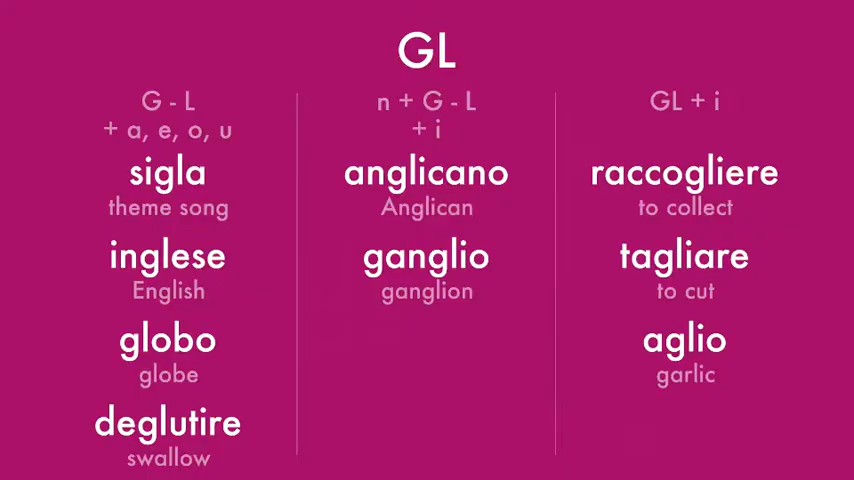 GL
G - L
+ a, e, o, u
sigla
theme song
inglese
English
globo
globe
deglutire
swallow
n + G - L
+ i
anglicano
Anglican
ganglio
ganglion
GL + i
raccogliere
to collect
tagliare
to cut
aglio
garlic